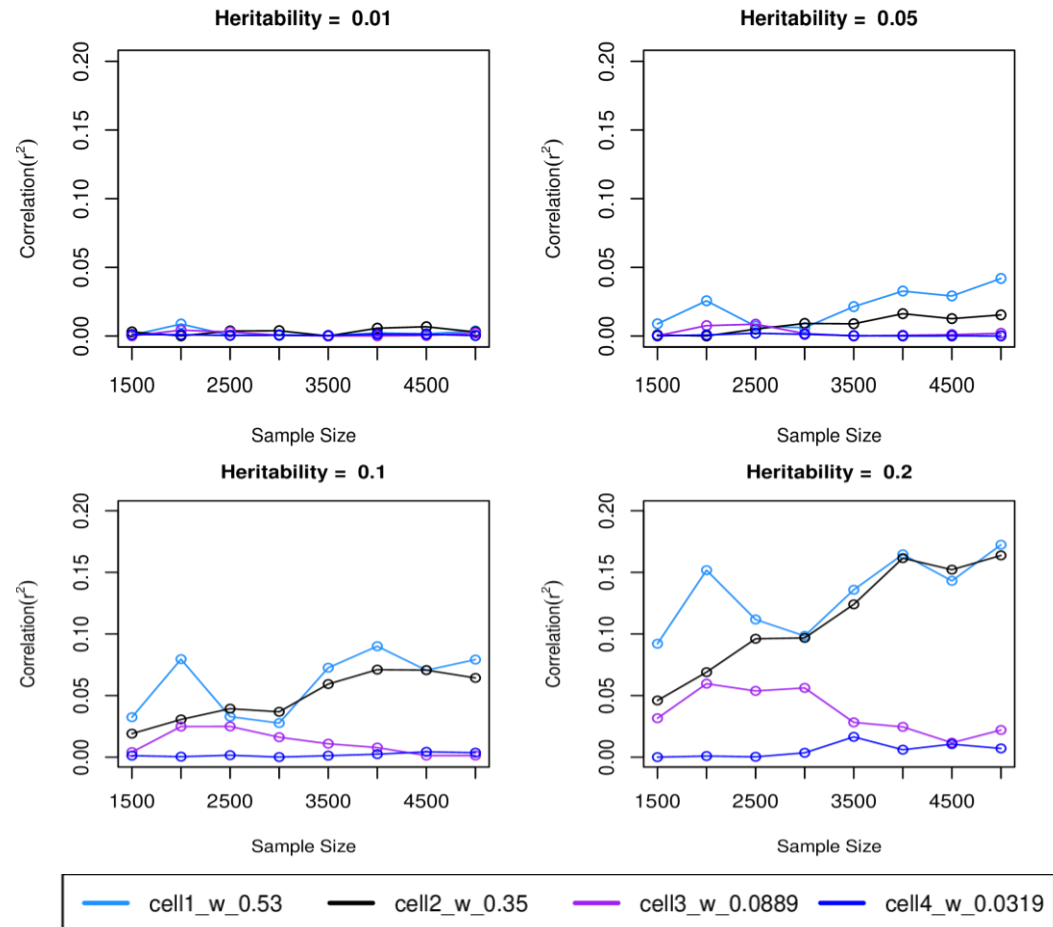 Heritability = 0.01
Correlation(r²)
0.20
0.15
0.10
0.05
0.00
1500 2500 3500 4500
Sample Size
Heritability = 0.05
Correlation(r²)
0.20
0.15
0.10
0.05
0.00
1500 2500 3500 4500
Sample Size
Heritability = 0.1
Correlation(r²)
0.20
0.15
0.10
0.05
0.00
1500 2500 3500 4500
Sample Size
Heritability = 0.2
Correlation(r²)
0.20
0.15
0.10
0.05
0.00
1500 2500 3500 4500
Sample Size
cell1_w_0.53 cell2_w_0.35 cell3_w_0.0889 cell4_w_0.0319